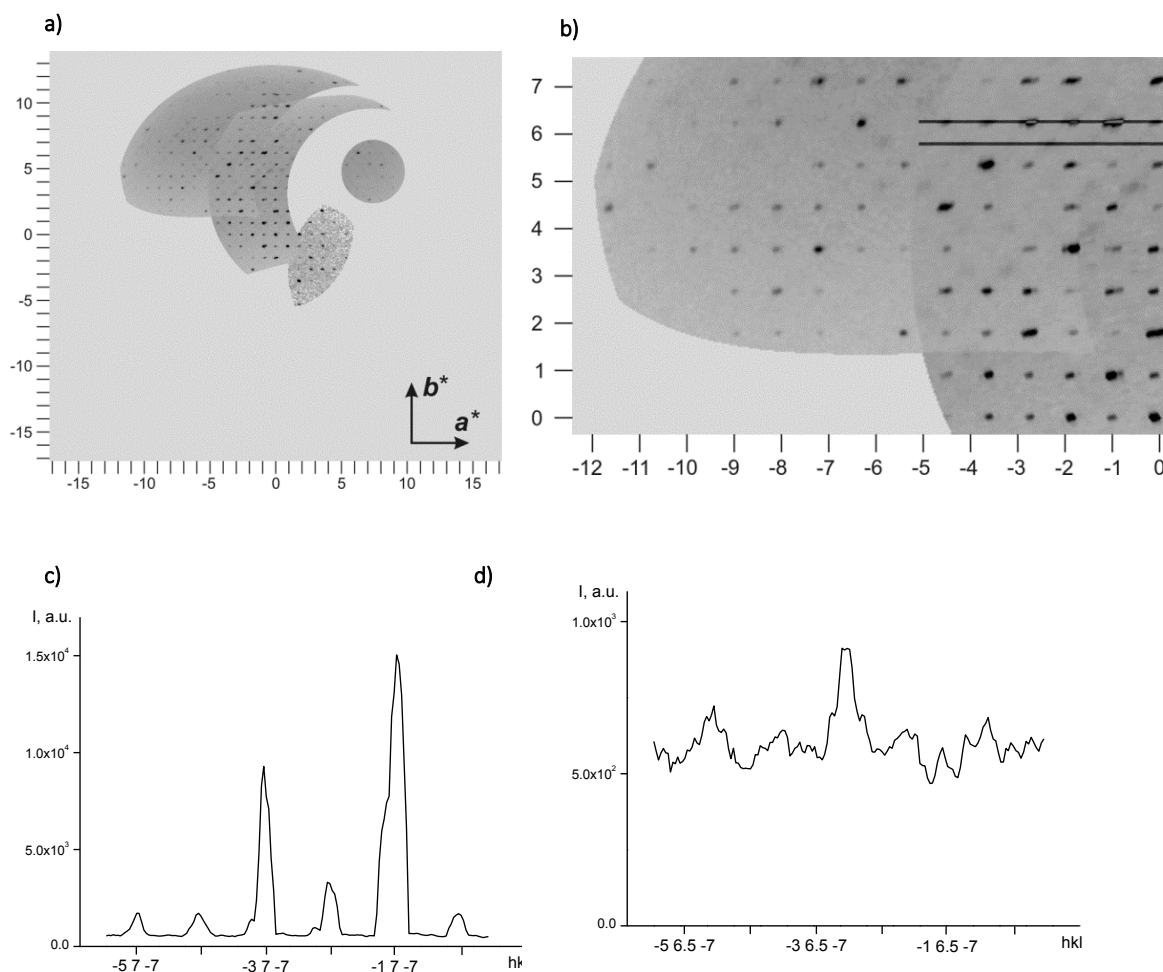 a)
10
5
0
-5
-10
-15
-15 -10 -5 0 5 10 15
b*
a*
b)
7
6
5
4
3
2
1
0
-12 -11 -10 -9 -8 -7 -6 -5 -4 -3 -2 -1 0
c)
I, a.u.
1.5x10⁴
1.0x10⁴
5.0x10³
0.0
-5 7 -7 -3 7 -7 -1 7 -7 hk
d)
I, a.u.
1.0x10³
5.0x10²
0.0
-5 6.5 -7 -3 6.5 -7 -1 6.5 -7 hkl